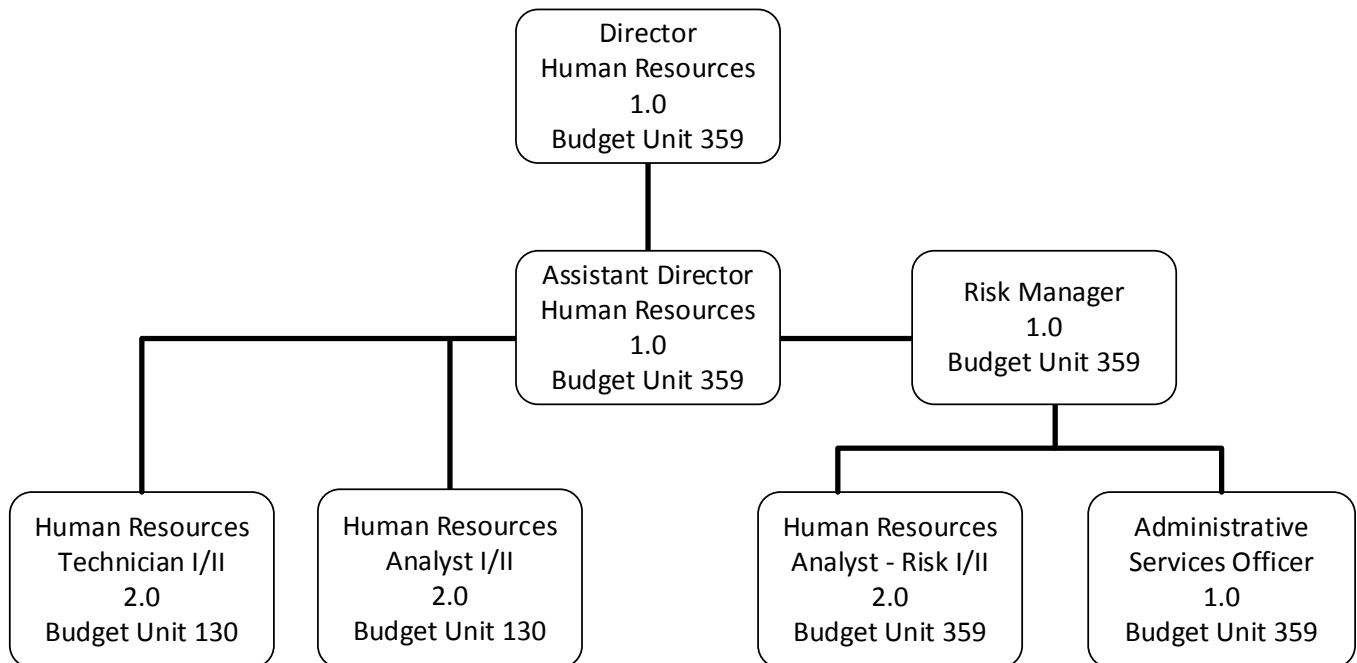 Director
Human Resources
1.0
Budget Unit 359
Assistant Director
Human Resources
1.0
Budget Unit 359
Risk Manager
1.0
Budget Unit 359
Human Resources
Technician I/II
2.0
Budget Unit 130
Human Resources
Analyst I/II
2.0
Budget Unit 130
Human Resources
Analyst - Risk I/II
2.0
Budget Unit 359
Administrative
Services Officer
1.0
Budget Unit 359